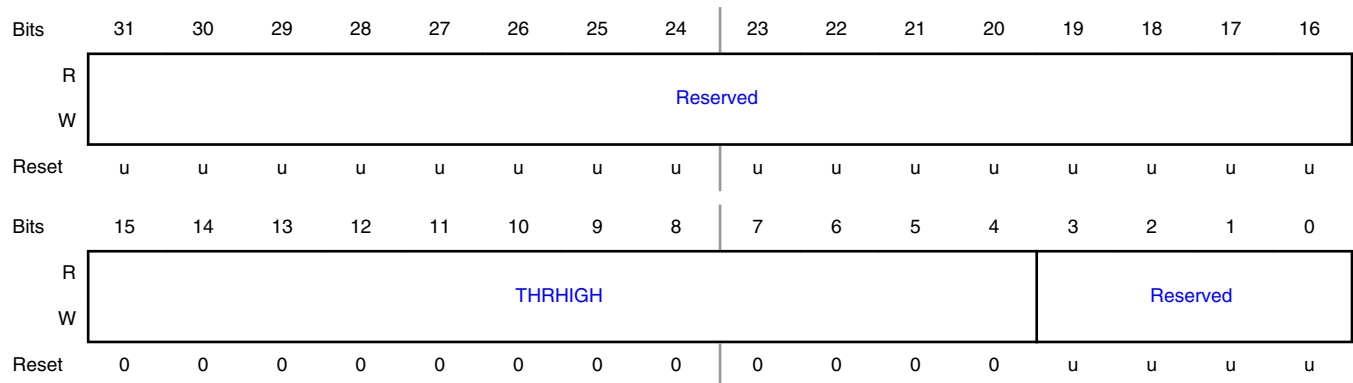 Bits 31 30 29 28 27 26 25 24 23 22 21 20 19 18 17 16
R
Reserved
W
Reset u u u u u u u u u u u u u u u u
Bits 15 14 13 12 11 10 9 8 7 6 5 4 3 2 1 0
R
THRHIGH Reserved
W
Reset 0 0 0 0 0 0 0 0 0 0 0 0 u u u u